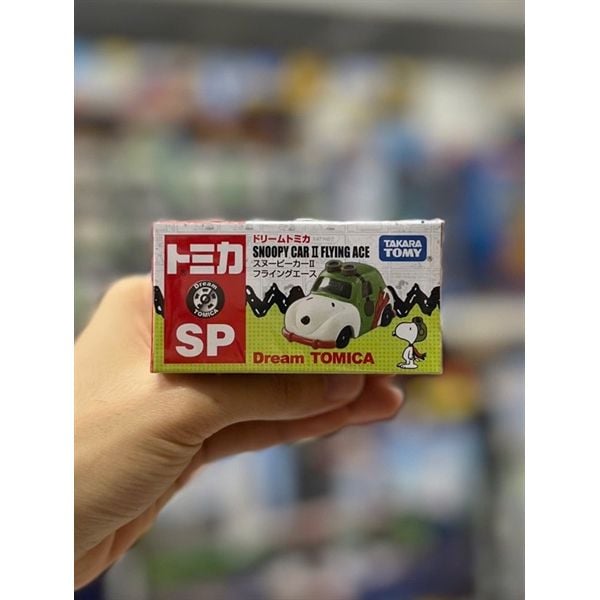 トミカ
Dream
TOMICA
SP
ドリームトミカ
SNOOPY CAR II FLYING ACE
スヌーピーカーII
フライングエース
Dream TOMICA
TAKARA
TOMY